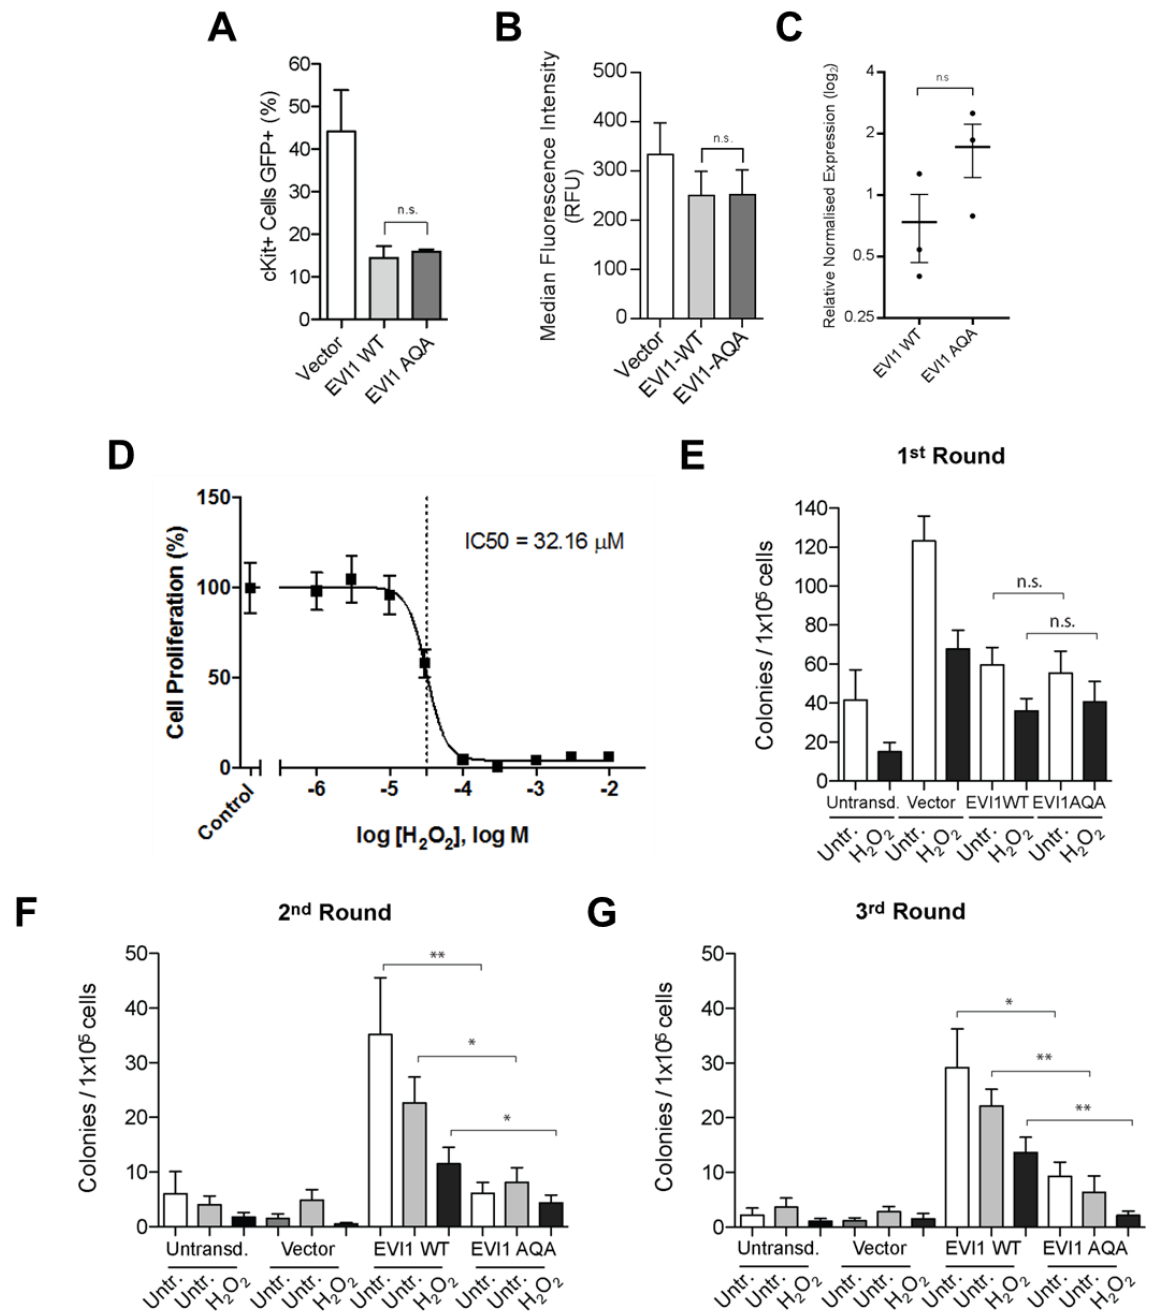 A
cKit+ Cells GFP+ (%)
60
50
40
30
20
10
0
n.s.
Vector
EVI1 WT
EVI1 AQA
B
Median Fluorescence Intensity
(RFU)
500
400
300
200
100
0
n.s.
Vector
EVI1-WT
EVI1-AQA
C
Relative Normalised Expression (log₂)
4
2
1
0.5
0.25
n.s
EVI1 WT
EVI1 AQA
D
Cell Proliferation (%)
150
100
50
0
IC50 = 32.16 μM
Control
-6
-5
-4
-3
-2
log [H₂O₂], log M
E
1st Round
Colonies / 1x10⁵ cells
140
120
100
80
60
40
20
0
n.s.
n.s.
Untransd. Vector EVI1WT EVI1AQA
Untr. H₂O₂ Untr. H₂O₂ Untr. H₂O₂ Untr. H₂O₂
F
2nd Round
Colonies / 1x10⁵ cells
50
40
30
20
10
0
**
*
*
Untransd. Vector EVI1 WT EVI1 AQA
Untr. Untr. H₂O₂ Untr. Untr. H₂O₂ Untr. Untr. H₂O₂ Untr. Untr. H₂O₂
G
3rd Round
Colonies / 1x10⁵ cells
50
40
30
20
10
0
*
**
**
Untransd. Vector EVI1 WT EVI1 AQA
Untr. Untr. H₂O₂ Untr. Untr. H₂O₂ Untr. Untr. H₂O₂ Untr. Untr. H₂O₂